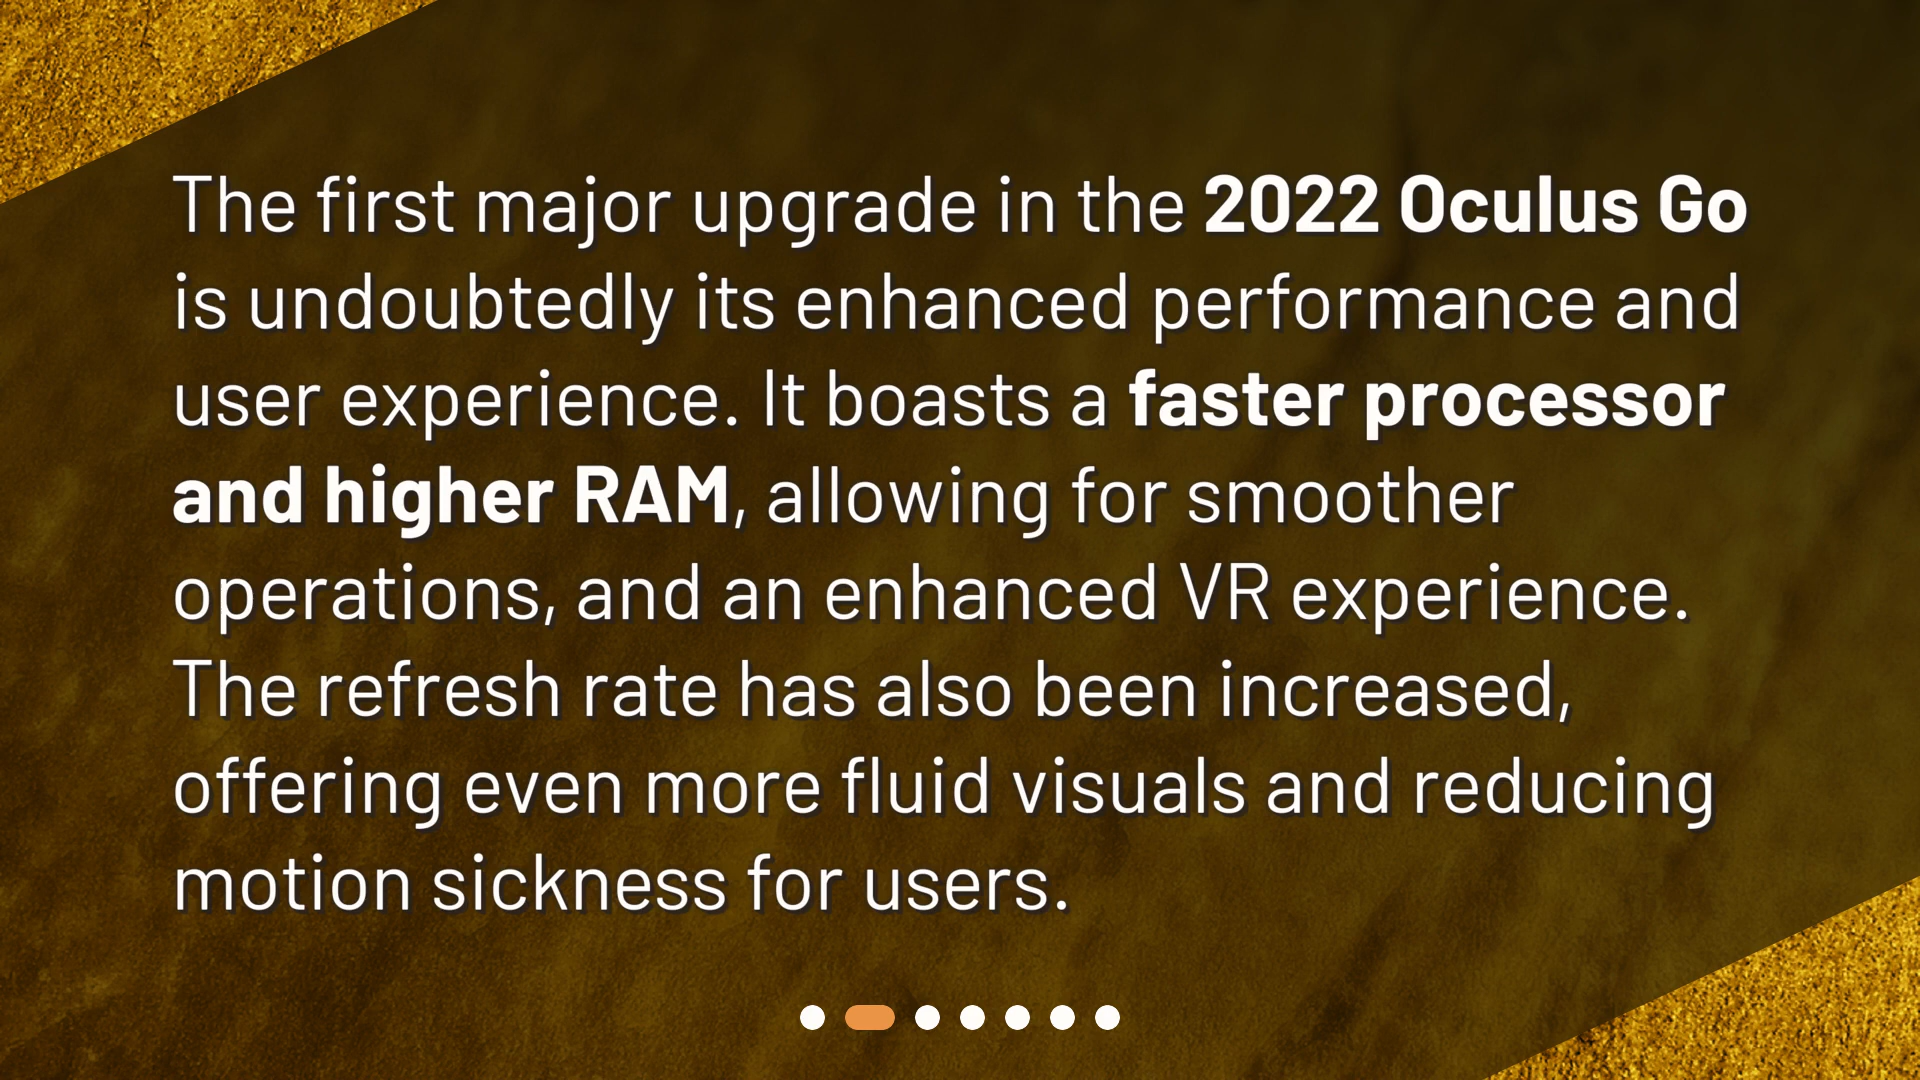 The first major upgrade in the 2022 Oculus Go
is undoubtedly its enhanced performance and
user experience. It boasts a faster processor
and higher RAM, allowing for smoother
operations, and an enhanced VR experience.
The refresh rate has also been increased,
offering even more fluid visuals and reducing
motion sickness for users.